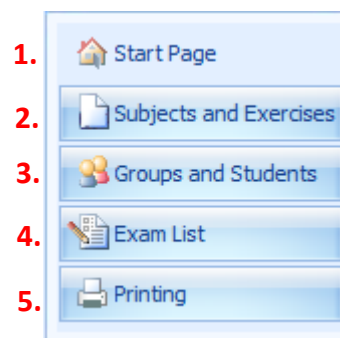 1. Start Page
2. Subjects and Exercises
3. Groups and Students
4. Exam List
5. Printing